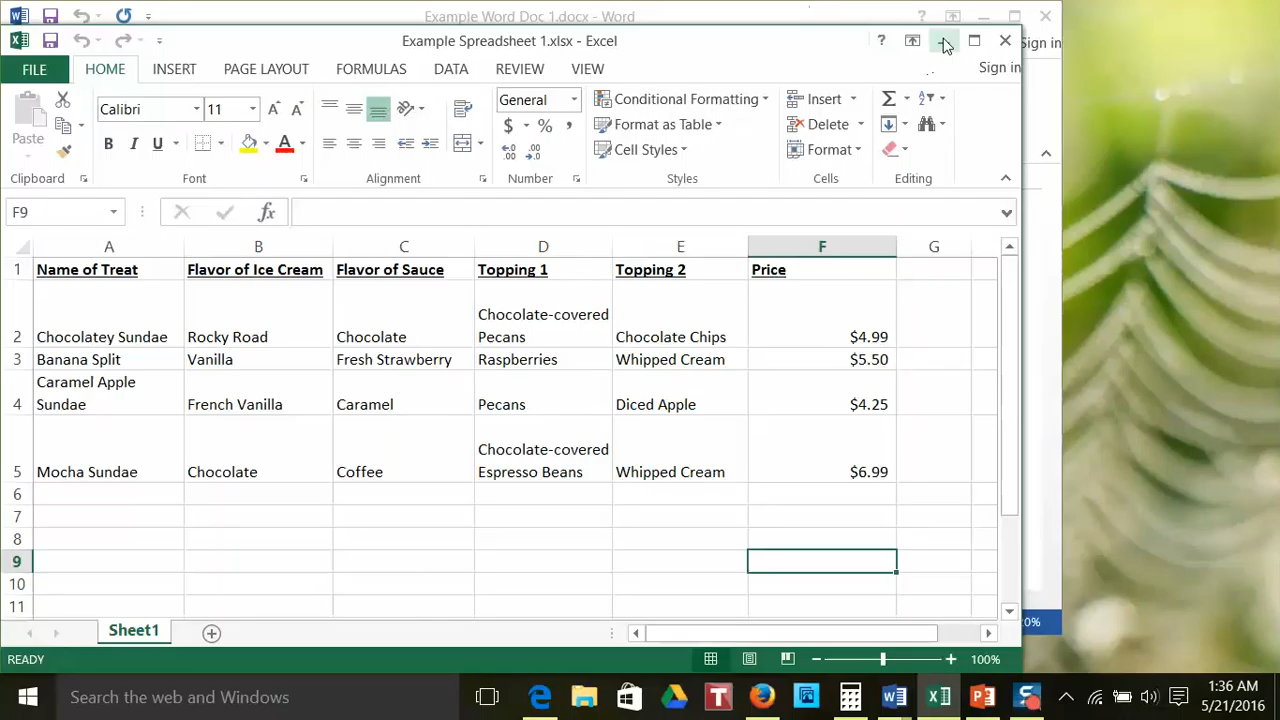 Example Word Doc 1.docx - Word
?
Example Spreadsheet 1.xlsx - Excel
?
Sign in
FILE HOME INSERT PAGE LAYOUT FORMULAS DATA REVIEW VIEW Sign in
Paste
Calibri 11
B I U A
General
$ % ,
Conditional Formatting
Format as Table
Cell Styles
Insert
Delete
Format
Clipboard Font Alignment Number Styles Cells Editing
F9 fx
A B C D E F G
1 Name of Treat Flavor of Ice Cream Flavor of Sauce Topping 1 Topping 2 Price
Chocolate-covered
2 Chocolatey Sundae Rocky Road Chocolate Pecans Chocolate Chips $4.99
3 Banana Split Vanilla Fresh Strawberry Raspberries Whipped Cream $5.50
Caramel Apple
4 Sundae French Vanilla Caramel Pecans Diced Apple $4.25
Chocolate-covered
5 Mocha Sundae Chocolate Coffee Espresso Beans Whipped Cream $6.99
6
7
8
9
10
11
Sheet1
READY 100%
Search the web and Windows
1:36 AM
5/21/2016